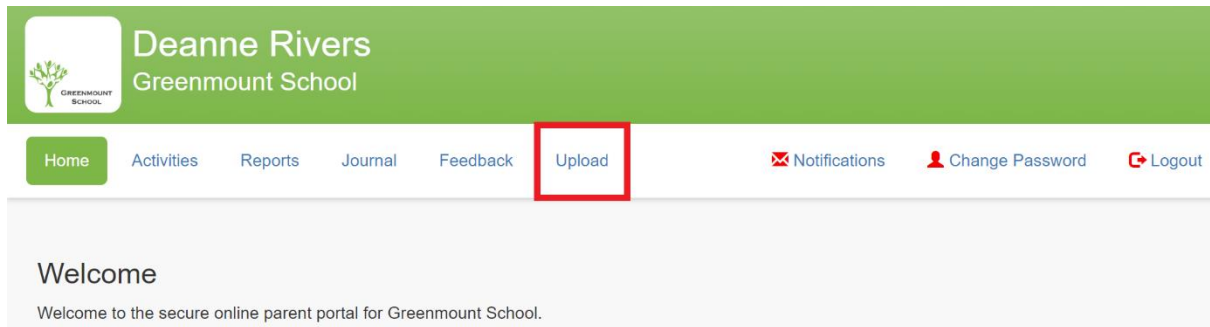 Deanne Rivers
Greenmount School
GREENMOUNT
SCHOOL
Home Activities Reports Journal Feedback Upload Notifications Change Password Logout
Welcome
Welcome to the secure online parent portal for Greenmount School.